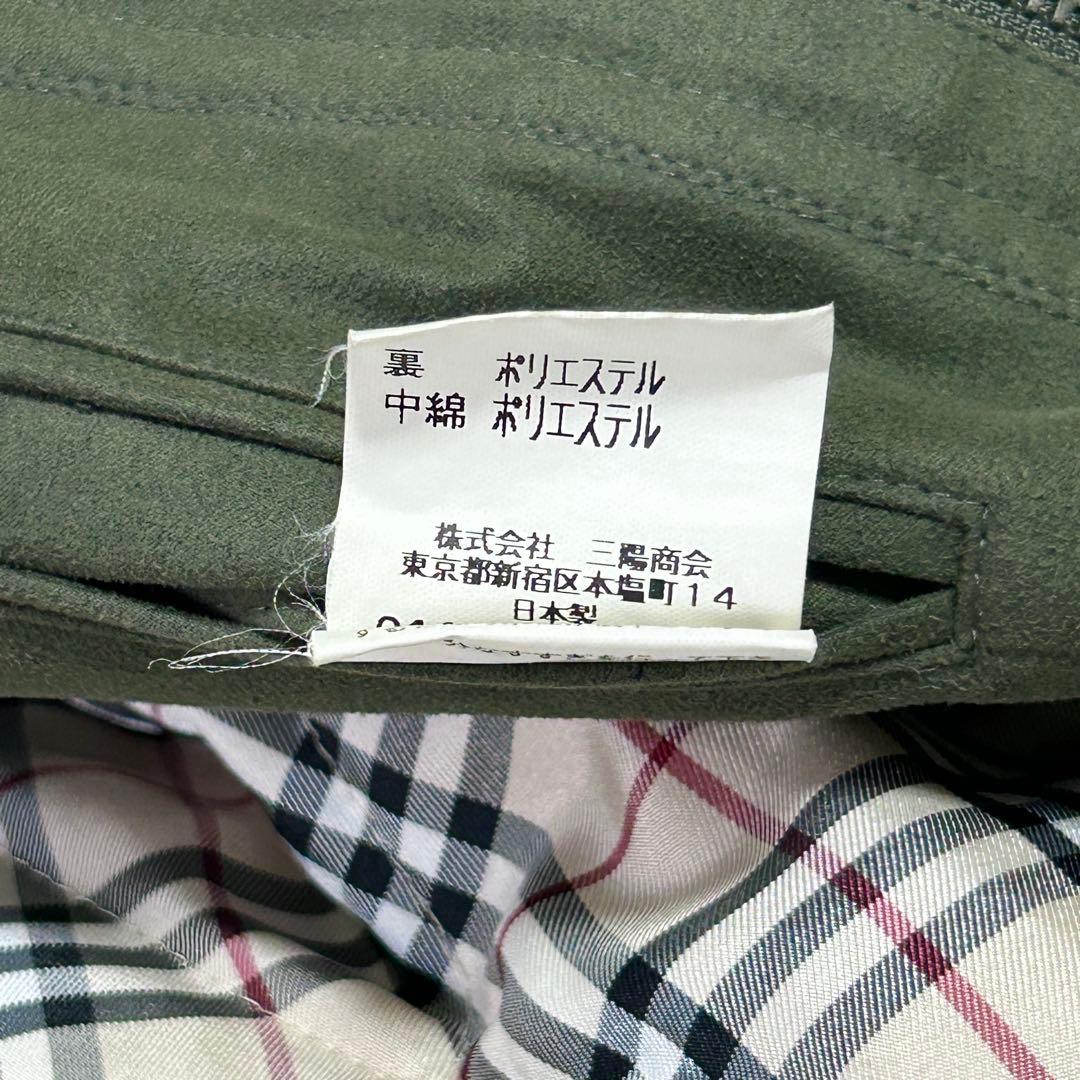 裏 ポリエステル
中綿 ポリエステル
株式会社 三陽商会
東京都新宿区本塩町14
日本製